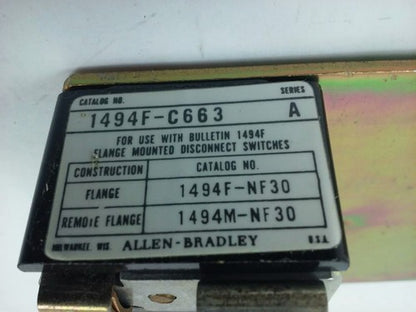 CATALOG NO. SERIES
1494F-C663 A
FOR USE WITH BULLETIN 1494F
FLANGE MOUNTED DISCONNECT SWITCHES
CONSTRUCTION CATALOG NO.
FLANGE 1494F-NF30
REMOTE FLANGE 1494M-NF30
MILWAUKEE, WIS. ALLEN-BRADLEY U.S.A.